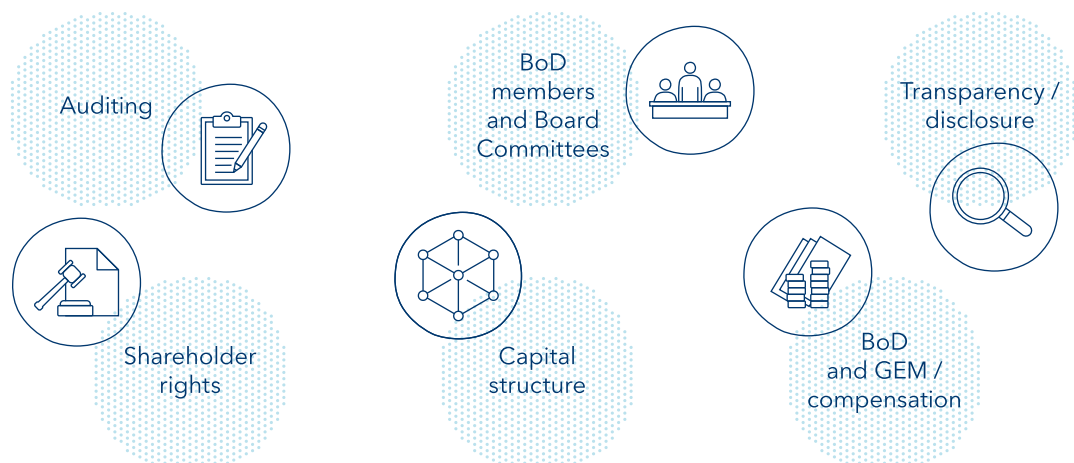 Auditing
BoD
members
and Board
Committees
Transparency /
disclosure
Shareholder
rights
Capital
structure
BoD
and GEM /
compensation